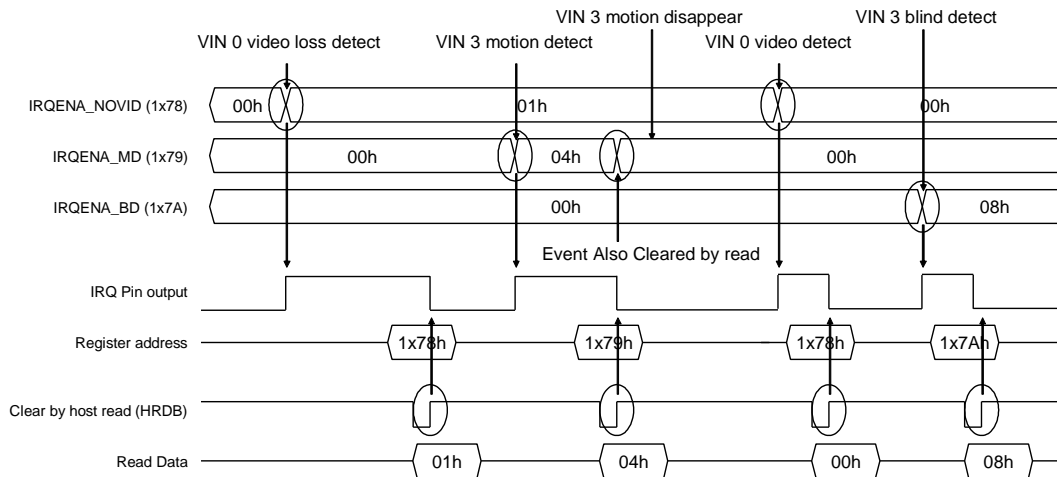 VIN 3 motion disappear
VIN 3 blind detect
VIN 0 video loss detect
VIN 3 motion detect
VIN 0 video detect
IRQENA_NOVID (1x78)
00h
01h
00h
IRQENA_MD (1x79)
00h
04h
00h
IRQENA_BD (1x7A)
00h
08h
Event Also Cleared by read
IRQ Pin output
Register address
1x78h
1x79h
1x78h
1x7Ah
Clear by host read (HRDB)
Read Data
01h
04h
00h
08h